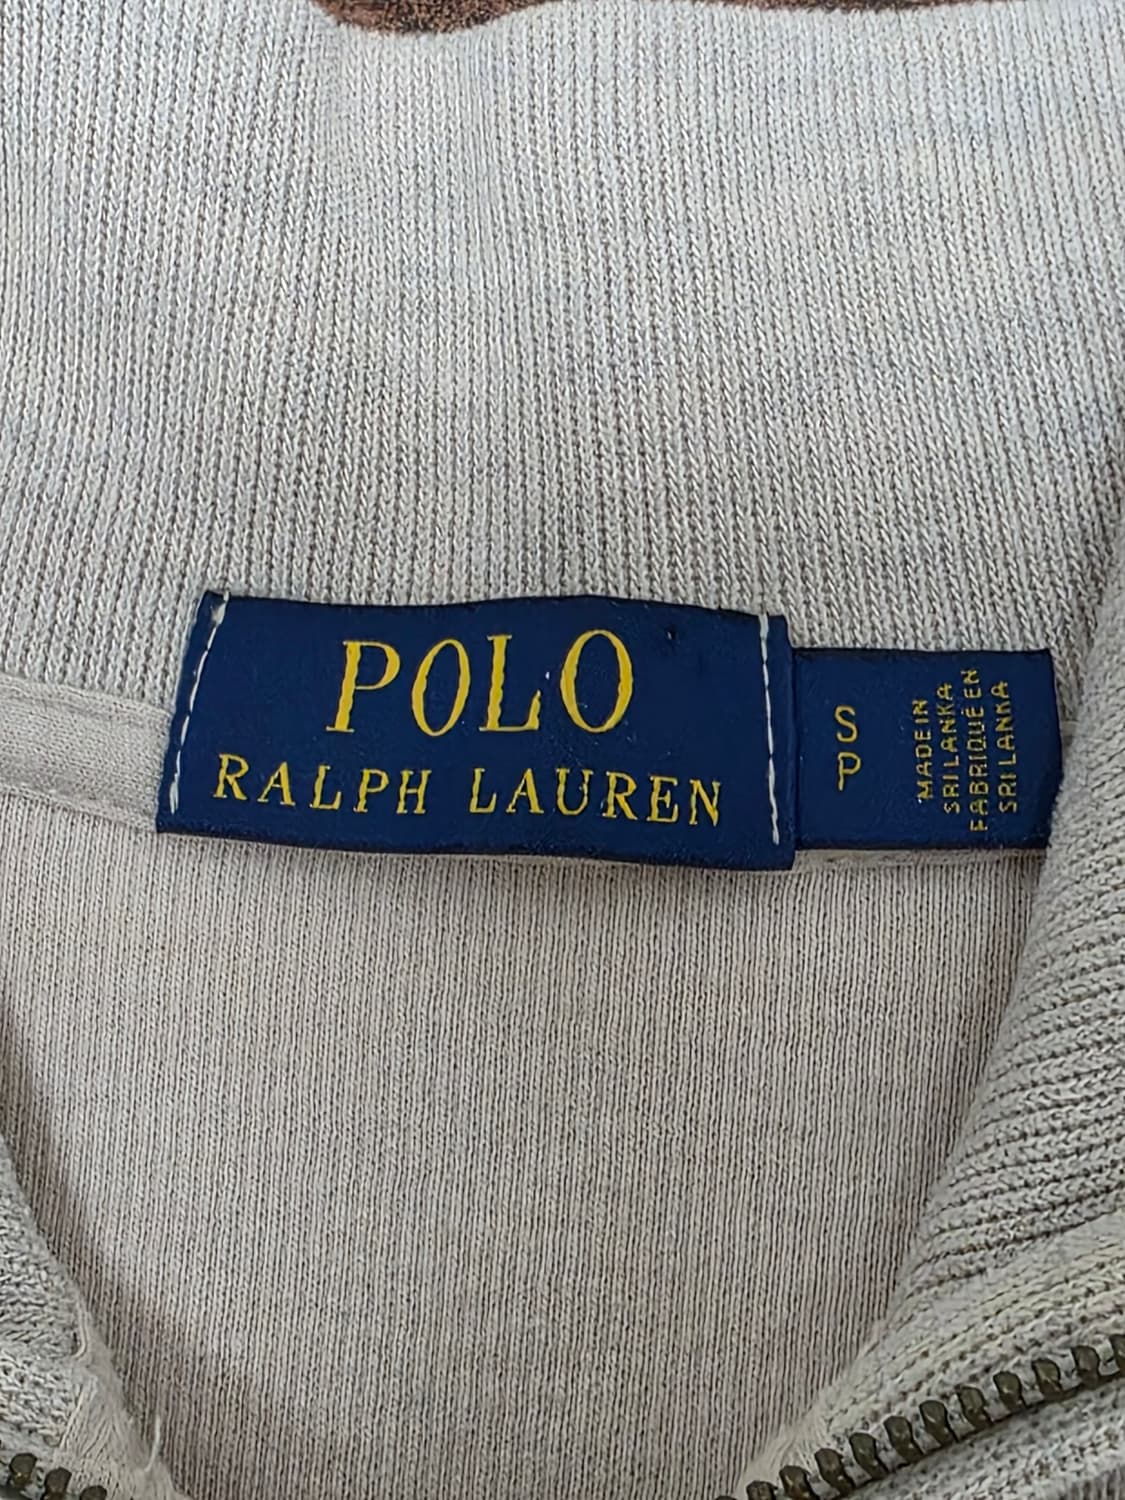 POLO
RALPH LAUREN
S
P
MADE IN
SRI LANKA
FABRIQUÉ EN
SRI LANKA